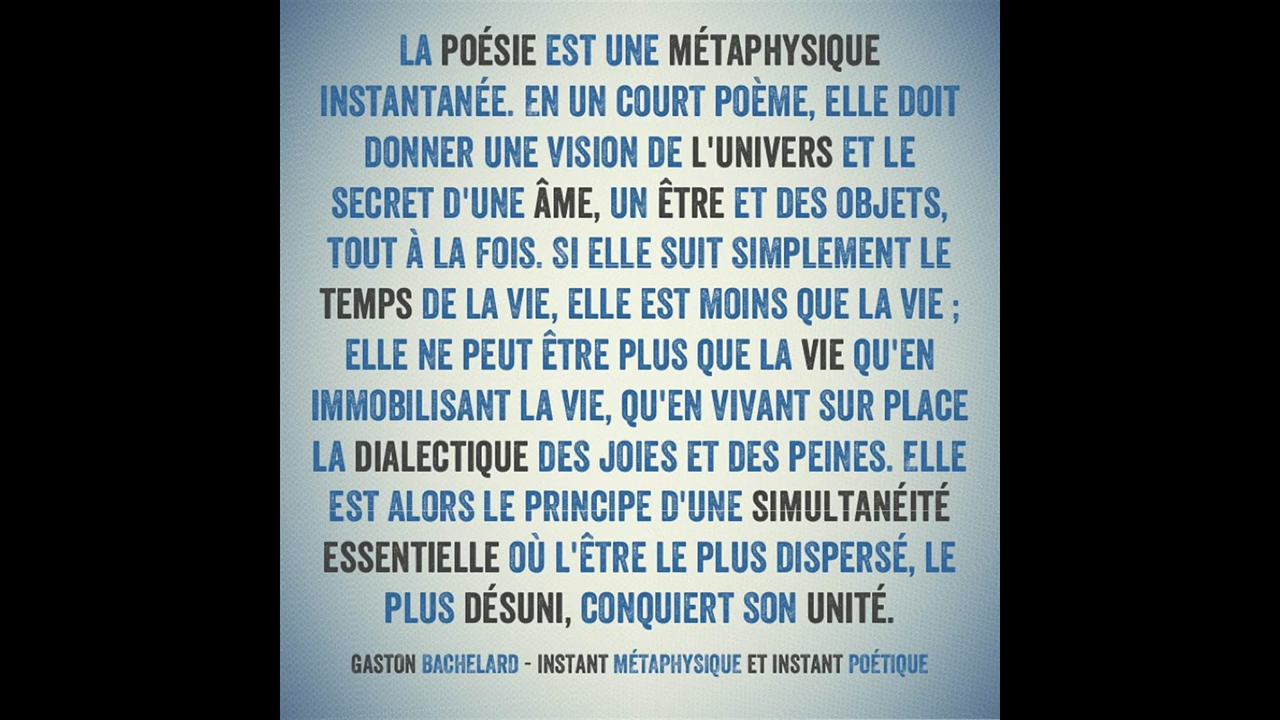 LA POÉSIE EST UNE MÉTAPHYSIQUE
INSTANTANÉE. EN UN COURT POÈME, ELLE DOIT
DONNER UNE VISION DE L'UNIVERS ET LE
SECRET D'UNE ÂME, UN ÊTRE ET DES OBJETS,
TOUT À LA FOIS. SI ELLE SUIT SIMPLEMENT LE
TEMPS DE LA VIE, ELLE EST MOINS QUE LA VIE ;
ELLE NE PEUT ÊTRE PLUS QUE LA VIE QU'EN
IMMOBILISANT LA VIE, QU'EN VIVANT SUR PLACE
LA DIALECTIQUE DES JOIES ET DES PEINES. ELLE
EST ALORS LE PRINCIPE D'UNE SIMULTANÉITÉ
ESSENTIELLE OÙ L'ÊTRE LE PLUS DISPERSÉ, LE
PLUS DÉSUNI, CONQUIERT SON UNITÉ.
GASTON BACHELARD - INSTANT MÉTAPHYSIQUE ET INSTANT POÉTIQUE